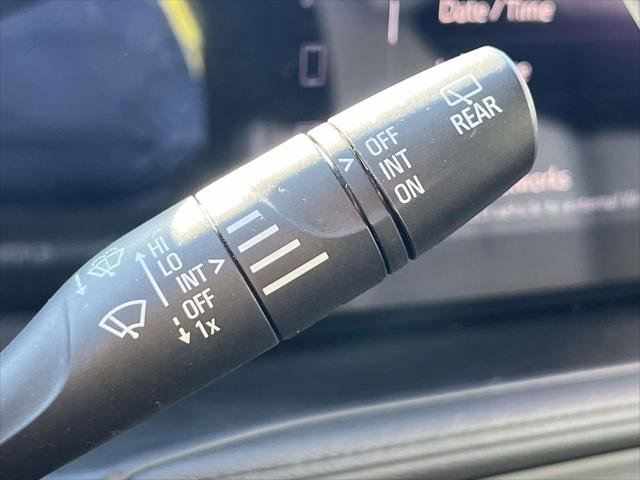 Date/Time
REAR
> OFF
INT
ON
HI
LO
INT >
OFF
1x